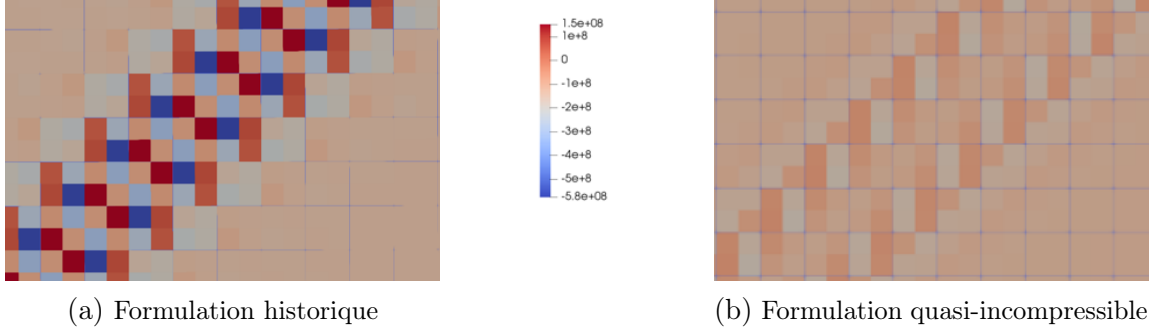 1.5e+08
1e+8
0
-1e+8
-2e+8
-3e+8
-4e+8
-5e+8
-5.8e+08
(a) Formulation historique
(b) Formulation quasi-incompressible